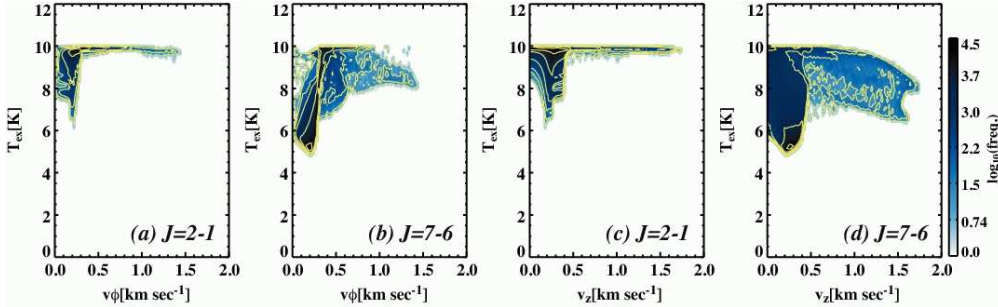 12
10
8
6
4
2
0
T_ex[K]
(a) J=2-1
0.0 0.5 1.0 1.5 2.0
vϕ[km sec⁻¹]
12
10
8
6
4
2
0
T_ex[K]
(b) J=7-6
0.0 0.5 1.0 1.5 2.0
vϕ[km sec⁻¹]
12
10
8
6
4
2
0
T_ex[K]
(c) J=2-1
0.0 0.5 1.0 1.5 2.0
v_z[km sec⁻¹]
12
10
8
6
4
2
0
T_ex[K]
(d) J=7-6
0.0 0.5 1.0 1.5 2.0
v_z[km sec⁻¹]
4.5
3.7
3.0
2.2
1.5
0.74
0.0
log₁₀(freq.)